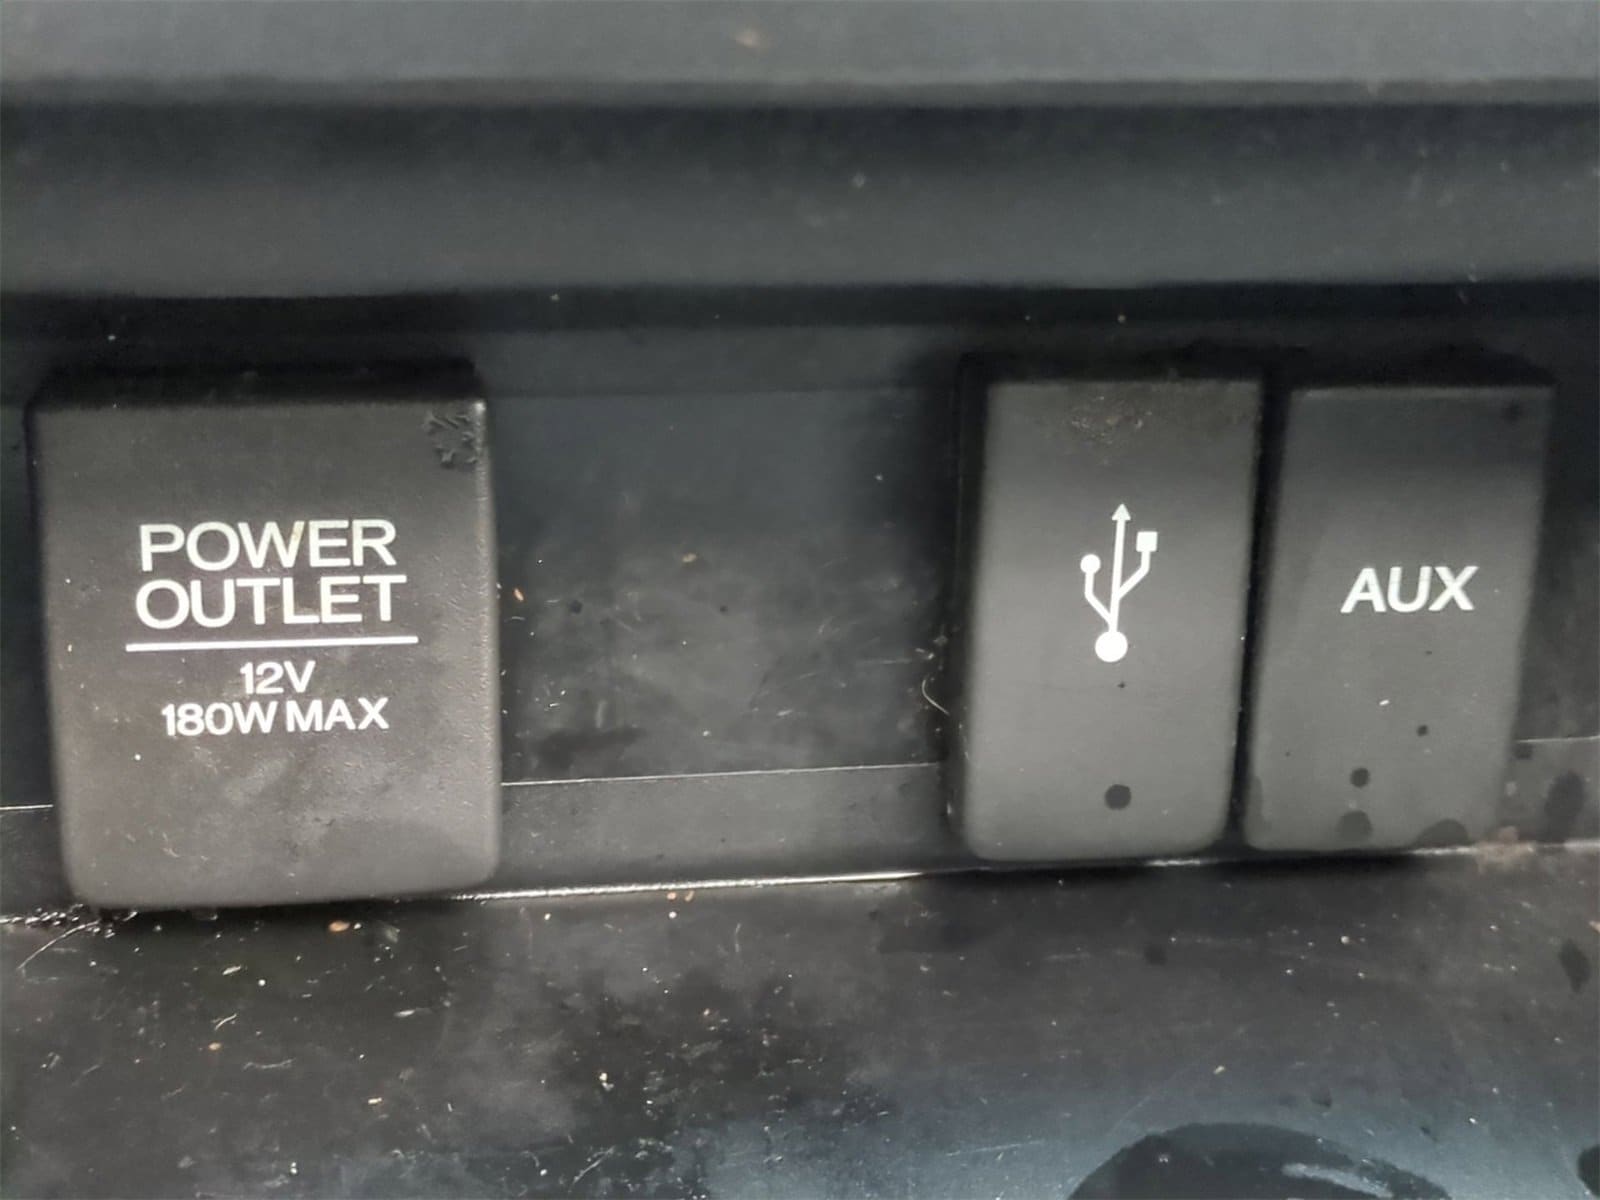 POWER
OUTLET
12V
180W MAX
AUX